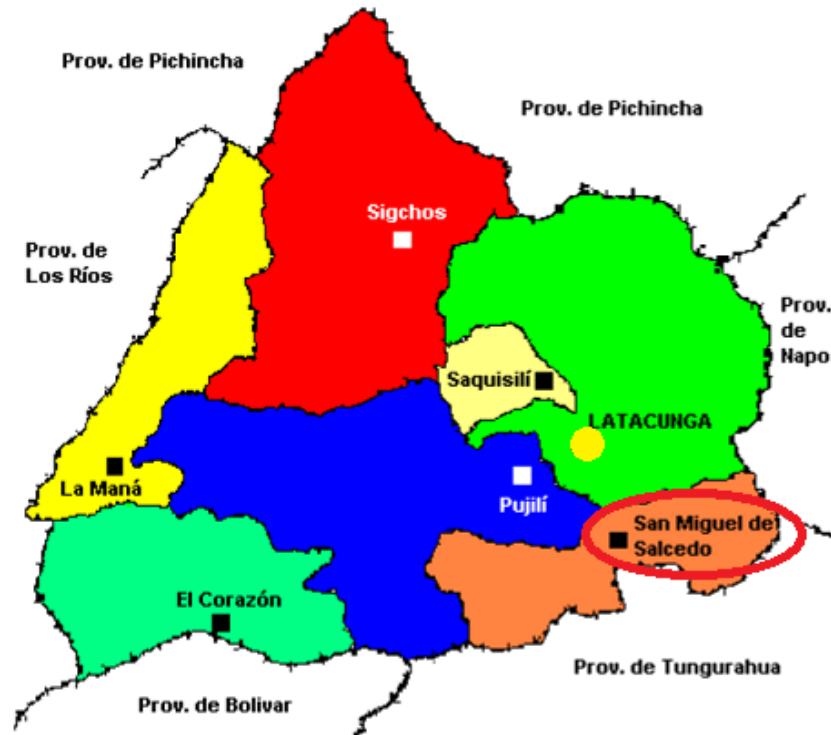 Prov. de Pichincha
Prov. de Pichincha
Sigchos
Prov. de
Los Ríos
Prov.
de
Napo
Saquisilí
LATACUNGA
La Maná
Pujilí
San Miguel de
Salcedo
El Corazón
Prov. de Tungurahua
Prov. de Bolivar